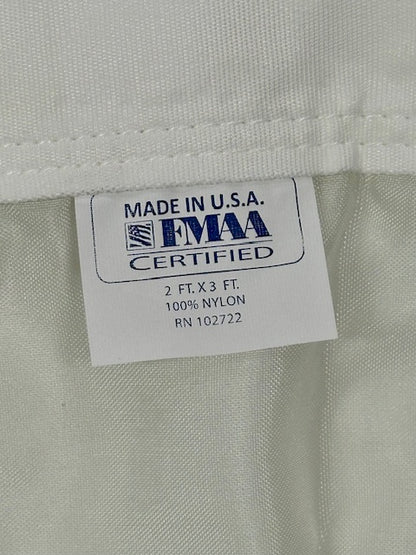 MADE IN U.S.A.
FMAA
CERTIFIED
2 FT. X 3 FT.
100% NYLON
RN 102722